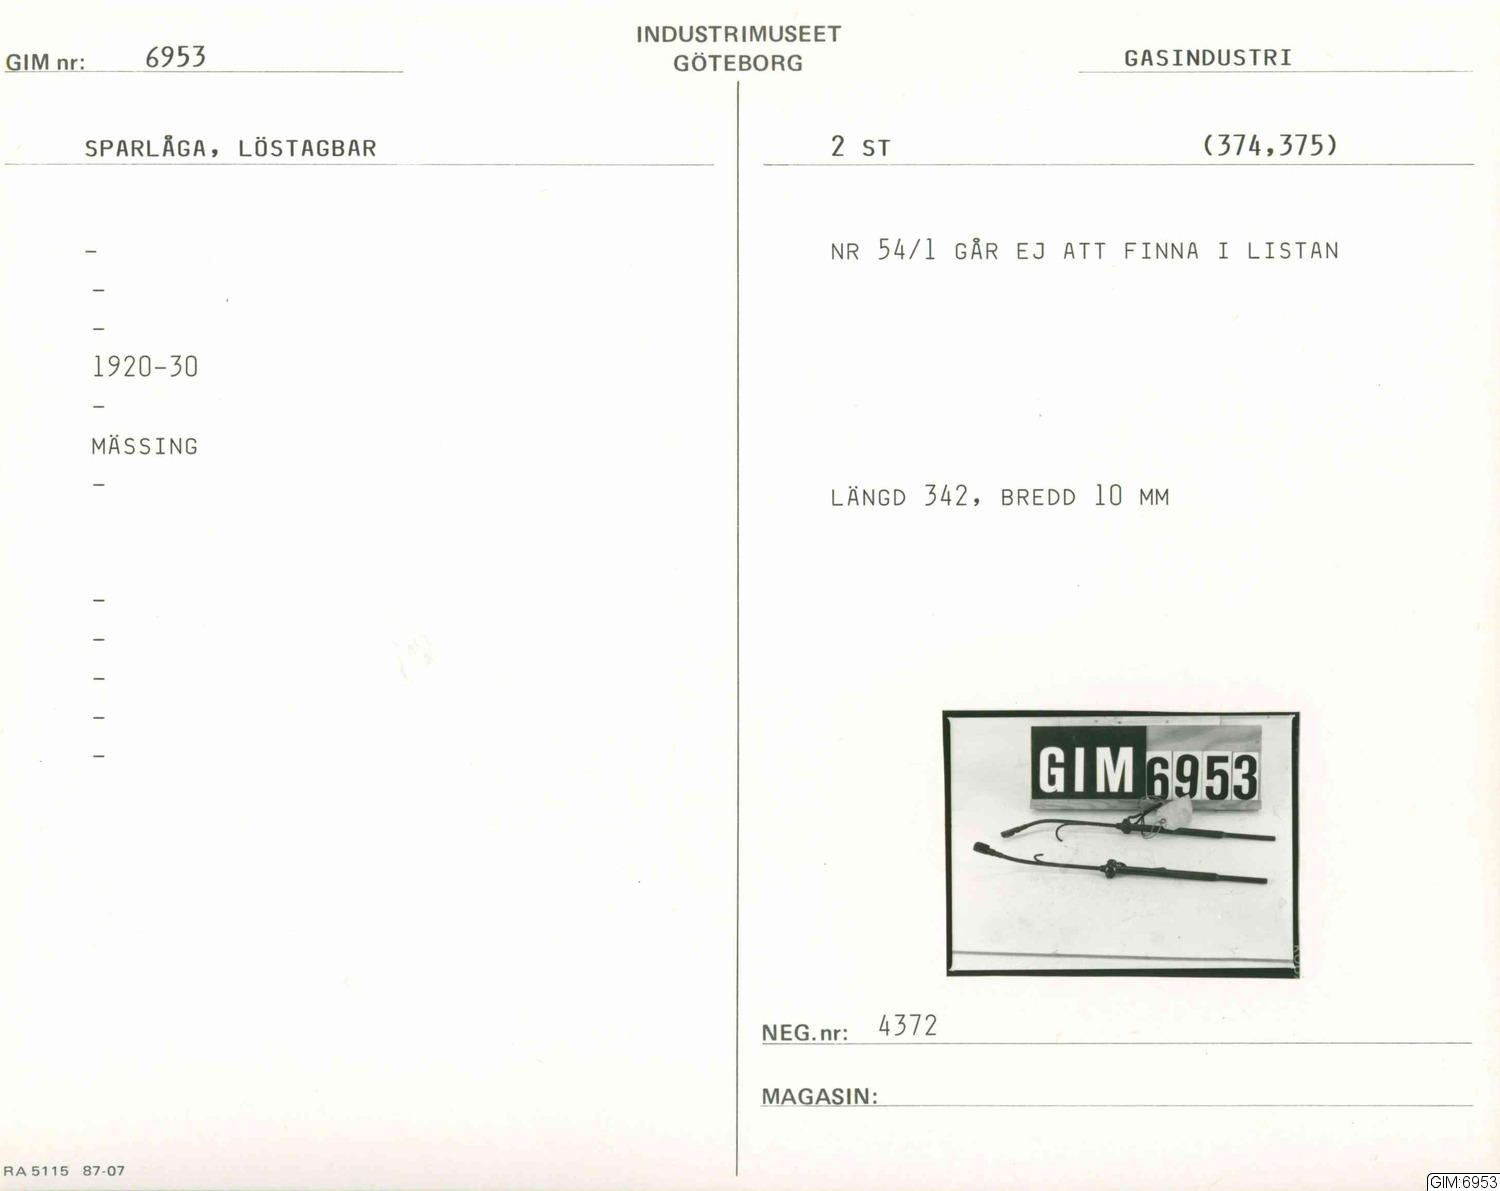 INDUSTRIMUSEET
GÖTEBORG
GIM nr: 6953
GASINDUSTRI
SPARLÅGA, LÖSTAGBAR
2 ST (374,375)
–
NR 54/1 GÅR EJ ATT FINNA I LISTAN
–
–
1920-30
–
MÄSSING
–
LÄNGD 342, BREDD 10 MM
–
–
–
–
–
GIM 6953
NEG.nr: 4372
MAGASIN:
RA 5115 87-07
GIM:6953